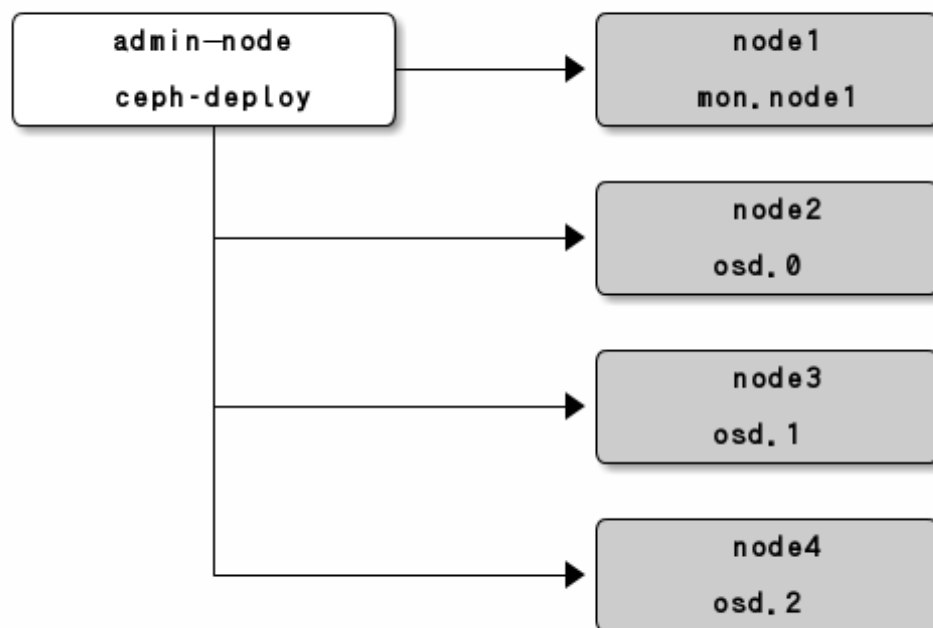 admin-node
ceph-deploy
node1
mon.node1
node2
osd.0
node3
osd.1
node4
osd.2